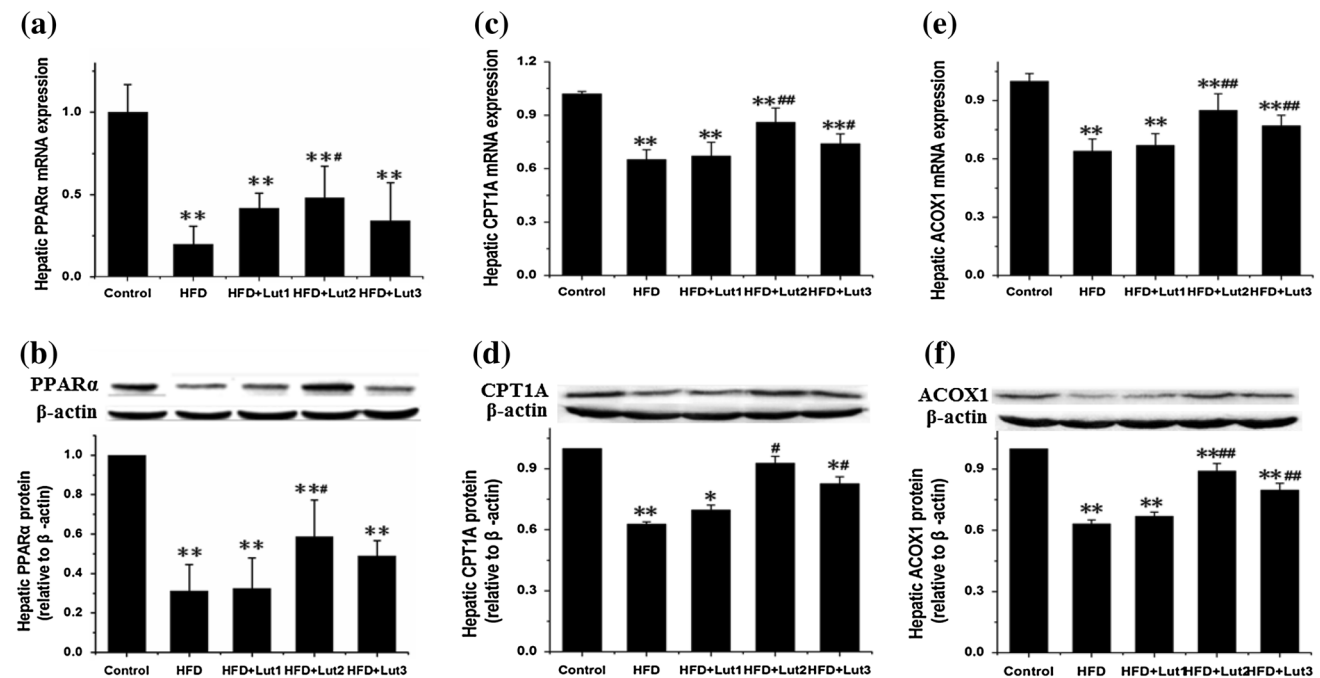 (a)
Hepatic PPARα mRNA expression
1.0
0.5
0.0
**
**
**#
**
Control HFD HFD+Lut1 HFD+Lut2 HFD+Lut3
(c)
Hepatic CPT1A mRNA expression
1.2
0.9
0.6
0.3
0.0
**
**
**##
**#
Control HFD HFD+Lut1 HFD+Lut2 HFD+Lut3
(e)
Hepatic ACOX1 mRNA expression
0.9
0.6
0.3
0.0
**
**
**##
**##
Control HFD HFD+Lut1 HFD+Lut2 HFD+Lut3
(b)
PPARα
β-actin
Hepatic PPARα protein
(relative to β -actin)
1.0
0.8
0.6
0.4
0.2
0.0
**
**
**#
**
Control HFD HFD+Lut1 HFD+Lut2 HFD+Lut3
(d)
CPT1A
β-actin
Hepatic CPT1A protein
(relative to β -actin)
0.9
0.6
0.3
0.0
**
*
#
*#
Control HFD HFD+Lut1 HFD+Lut2 HFD+Lut3
(f)
ACOX1
β-actin
Hepatic ACOX1 protein
(relative to β -actin)
0.9
0.6
0.3
0.0
**
**
**##
**##
Control HFD HFD+Lut1 HFD+Lut2 HFD+Lut3